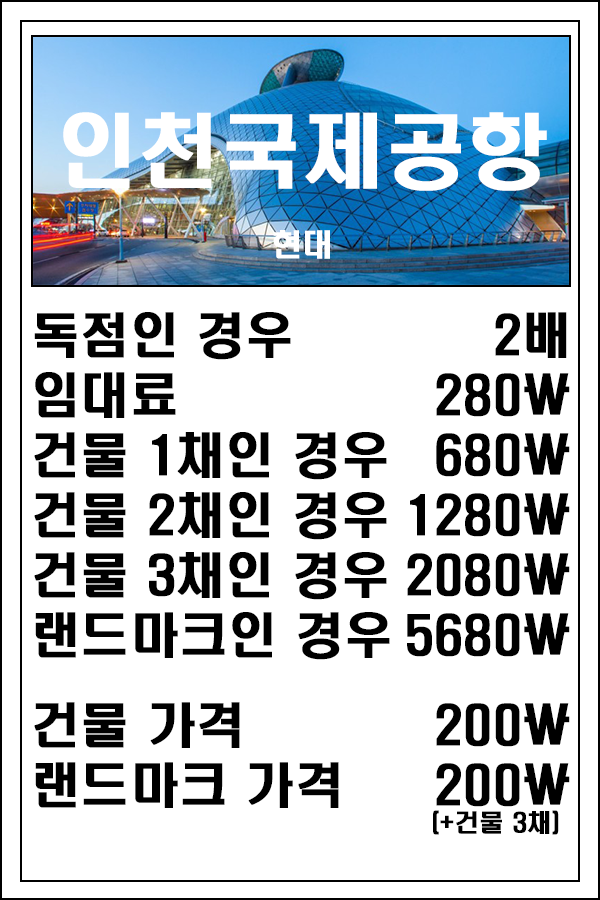 인천국제공항
현대
독점인 경우 2배
임대료 280₩
건물 1채인 경우 680₩
건물 2채인 경우 1280₩
건물 3채인 경우 2080₩
랜드마크인 경우 5680₩
건물 가격 200₩
랜드마크 가격 200₩
(+건물 3채)